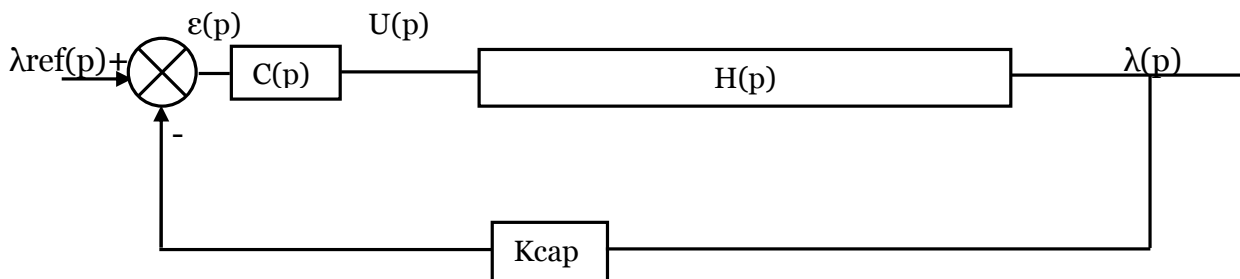 ε(p)
U(p)
λref(p)+
C(p)
H(p)
λ(p)
-
Kcap